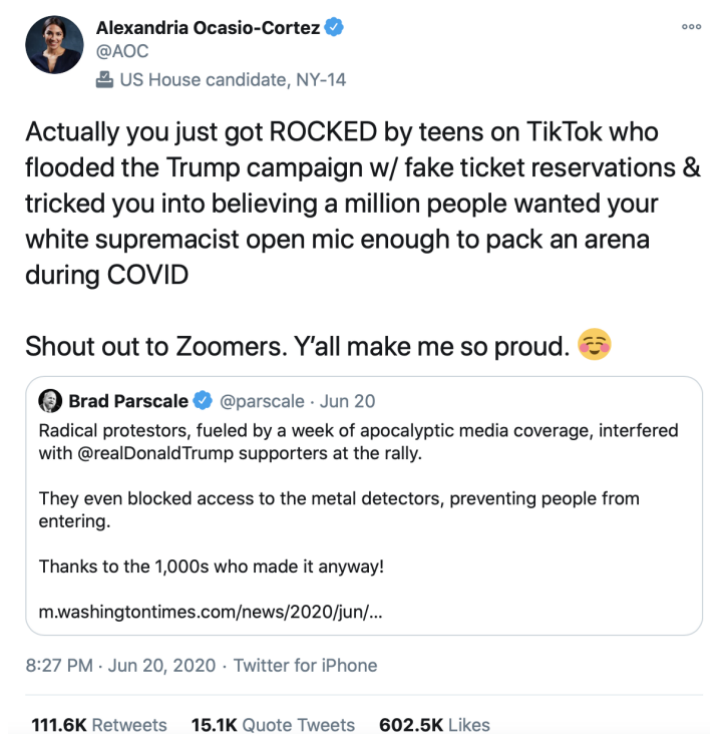 Alexandria Ocasio-Cortez
@AOC
US House candidate, NY-14
Actually you just got ROCKED by teens on TikTok who
flooded the Trump campaign w/ fake ticket reservations &
tricked you into believing a million people wanted your
white supremacist open mic enough to pack an arena
during COVID
Shout out to Zoomers. Y'all make me so proud. ☺️
Brad Parscale @parscale · Jun 20
Radical protestors, fueled by a week of apocalyptic media coverage, interfered
with @realDonaldTrump supporters at the rally.
They even blocked access to the metal detectors, preventing people from
entering.
Thanks to the 1,000s who made it anyway!
m.washingtontimes.com/news/2020/jun/...
8:27 PM · Jun 20, 2020 · Twitter for iPhone
111.6K Retweets 15.1K Quote Tweets 602.5K Likes